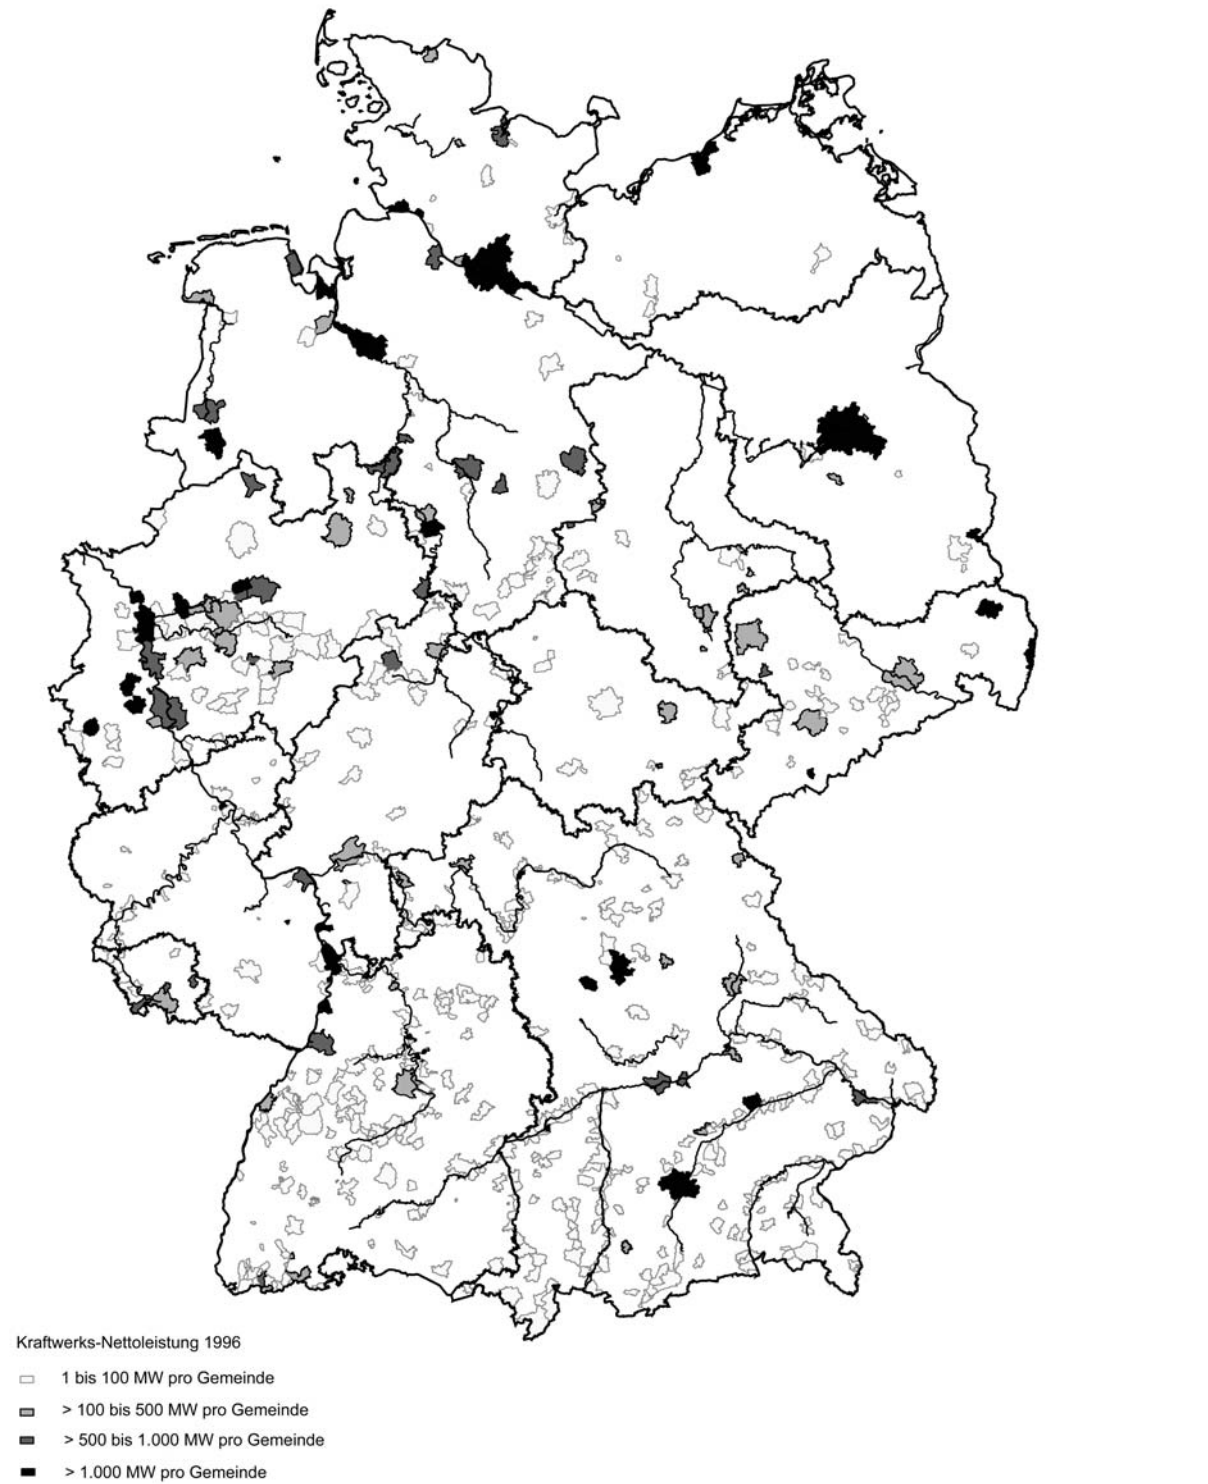 Kraftwerks-Nettoleistung 1996
1 bis 100 MW pro Gemeinde
> 100 bis 500 MW pro Gemeinde
> 500 bis 1.000 MW pro Gemeinde
> 1.000 MW pro Gemeinde